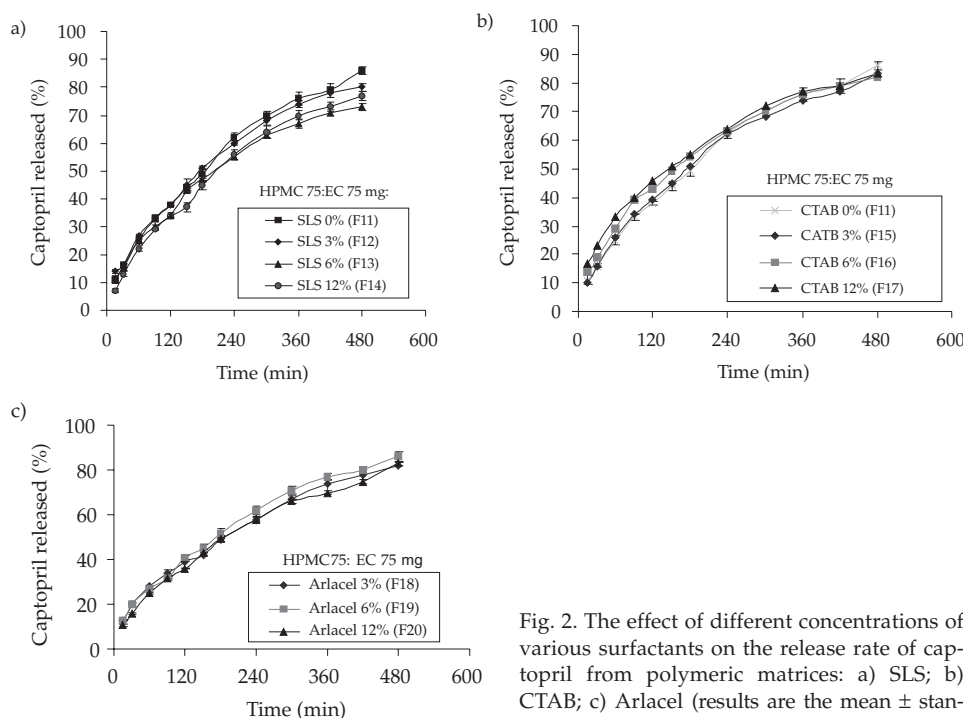 a)
100
90
80
70
60
50
40
30
20
10
0
Captopril released (%)
HPMC 75:EC 75 mg:
SLS 0% (F11)
SLS 3% (F12)
SLS 6% (F13)
SLS 12% (F14)
0 120 240 360 480 600
Time (min)
b)
100
90
80
70
60
50
40
30
20
10
0
Captopril released (%)
HPMC 75:EC 75 mg
CTAB 0% (F11)
CATB 3% (F15)
CTAB 6% (F16)
CTAB 12% (F17)
0 120 240 360 480 600
Time (min)
c)
100
80
60
40
20
0
Captopril released (%)
HPMC75: EC 75 mg
Arlacel 3% (F18)
Arlacel 6% (F19)
Arlacel 12% (F20)
0 120 240 360 480 600
Time (min)
Fig. 2. The effect of different concentrations of
various surfactants on the release rate of cap-
topril from polymeric matrices: a) SLS; b)
CTAB; c) Arlacel (results are the mean ± stan-